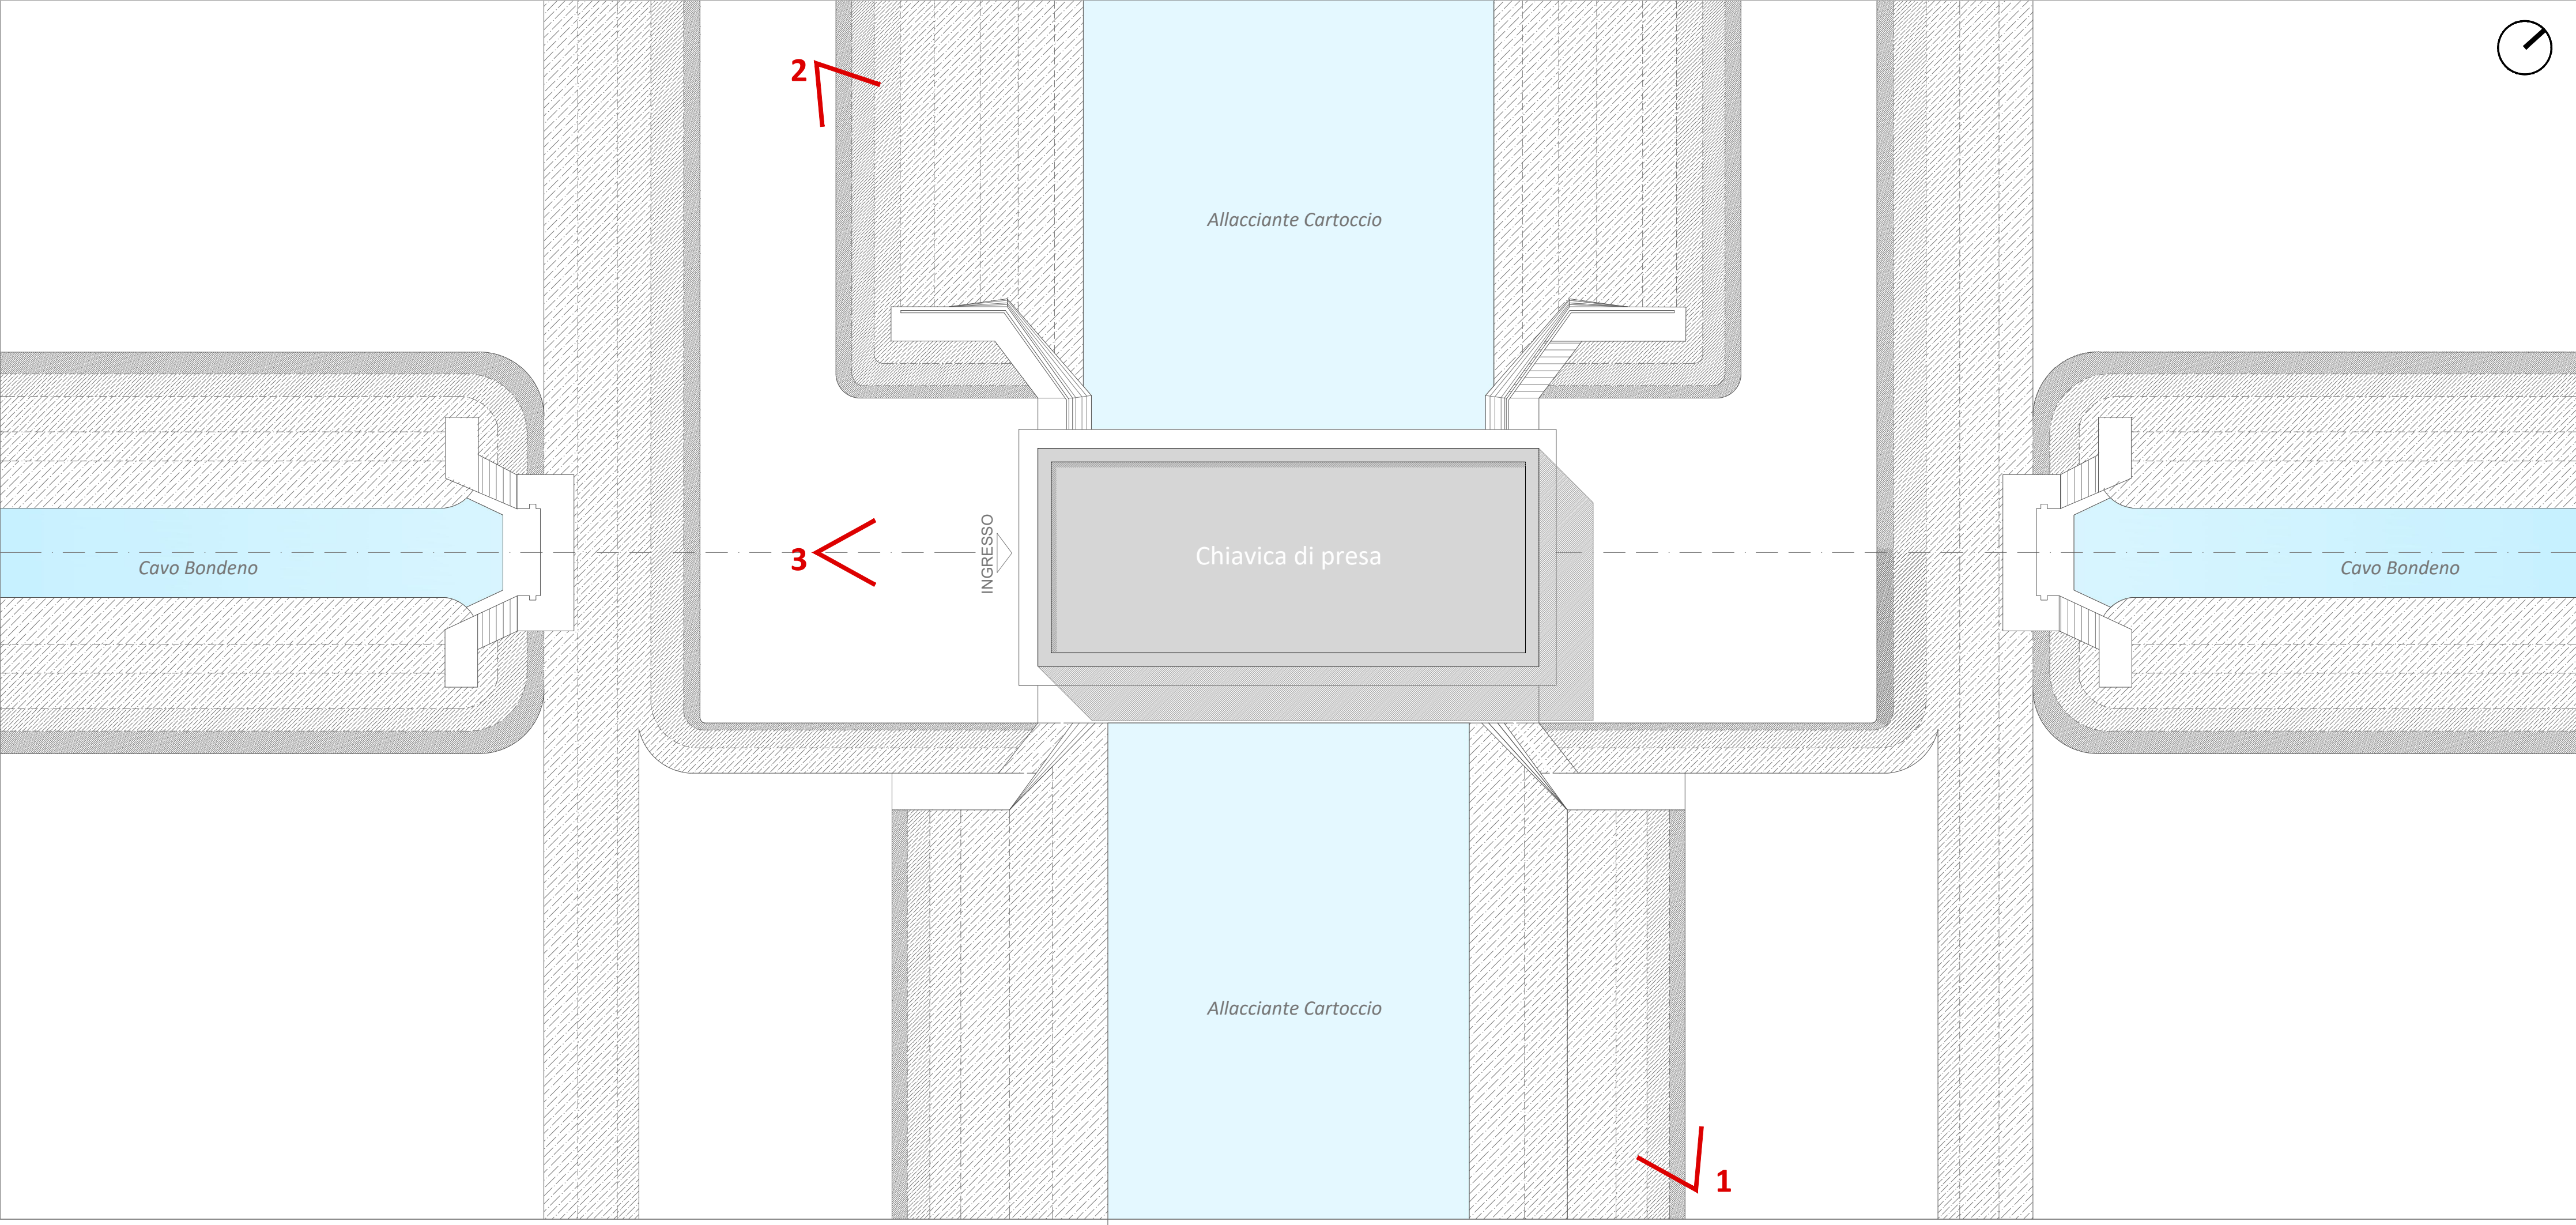 2
Allacciante Cartoccio
3
INGRESSO
Chiavica di presa
Cavo Bondeno
Cavo Bondeno
Allacciante Cartoccio
1